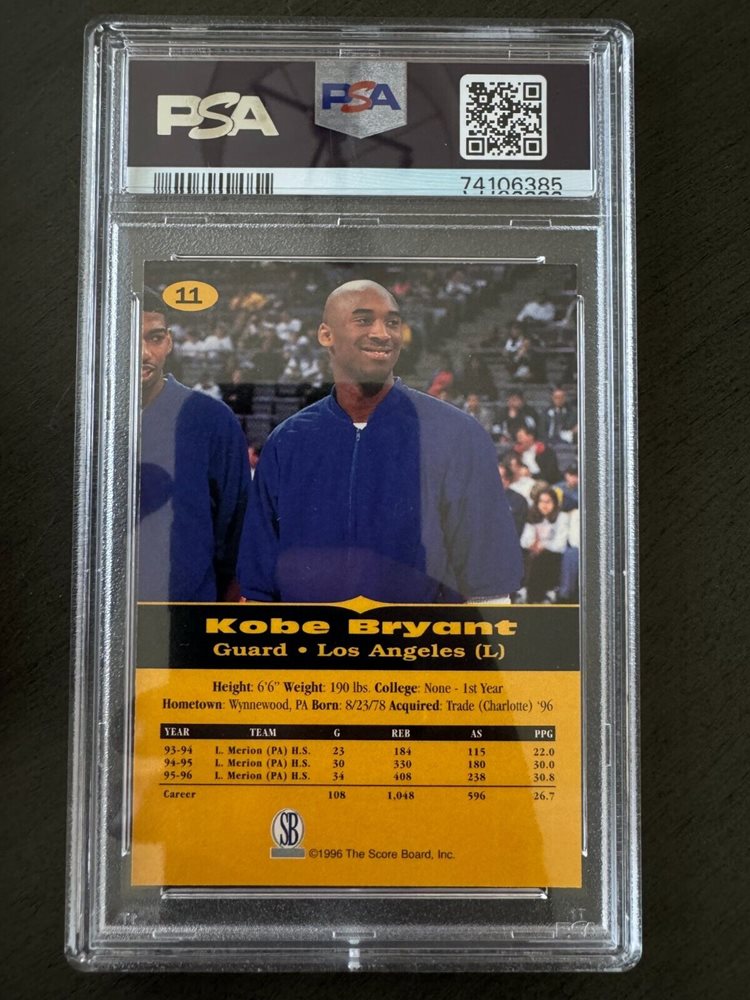 PSA
PSA
74106385
11
Kobe Bryant
Guard • Los Angeles (L)
Height: 6'6" Weight: 190 lbs. College: None - 1st Year
Hometown: Wynnewood, PA Born: 8/23/78 Acquired: Trade (Charlotte) '96
YEAR TEAM G REB AS PPG
93-94 L. Merion (PA) H.S. 23 184 115 22.0
94-95 L. Merion (PA) H.S. 30 330 180 30.0
95-96 L. Merion (PA) H.S. 34 408 238 30.8
Career 108 1,048 596 26.7
SB
©1996 The Score Board, Inc.